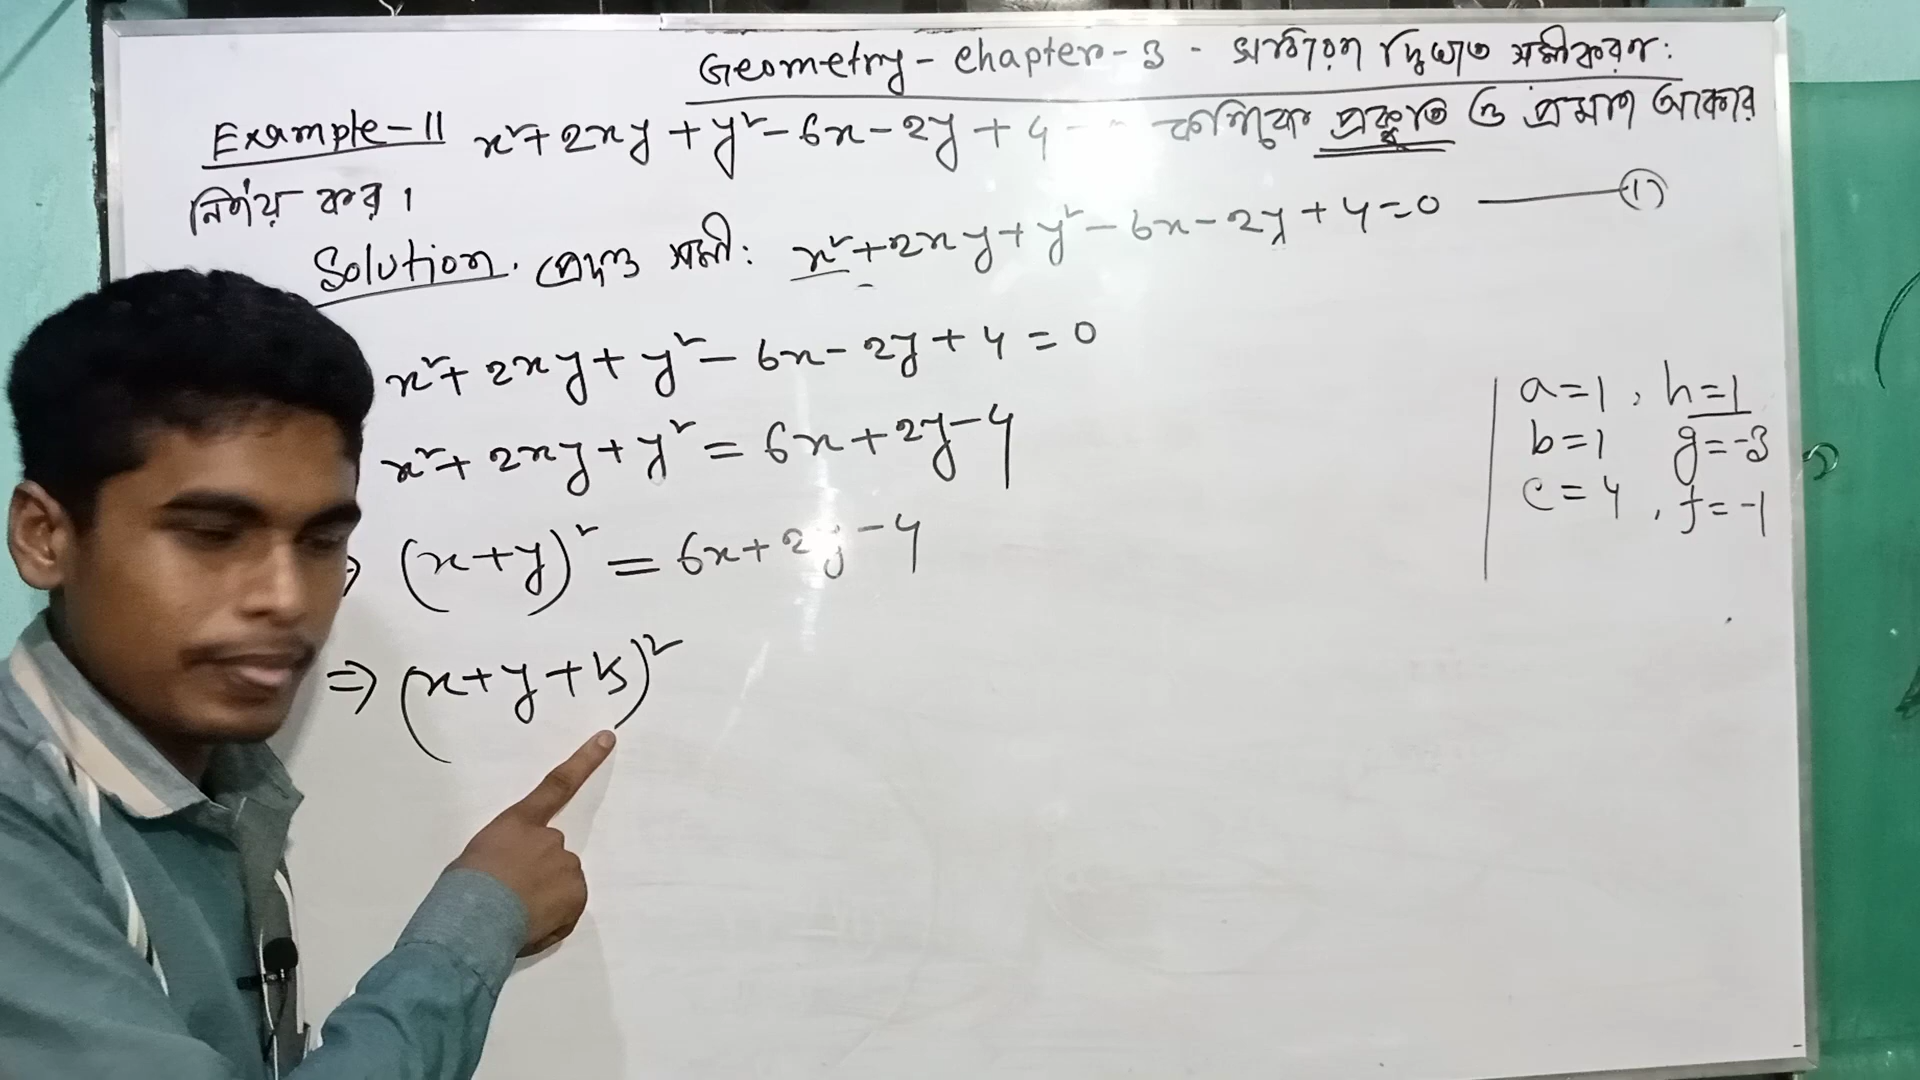 Geometry - chapter - 3 - সাধারণ দ্বিঘাত সমীকরণ:
Example-11 x²+2xy+y²-6x-2y+4 কনিকের প্রকৃতি ও প্রমাণ আকার
নির্ণয় কর।
Solution. প্রদত্ত সমী: x²+2xy+y²-6x-2y+4=0 —(1)
x²+2xy+y²-6x-2y+4=0
x²+2xy+y²=6x+2y-4
⇒ (x+y)²=6x+2y-4
⇒ (x+y+k)²
a=1, h=1
b=1 g=-3
c=4, f=-1